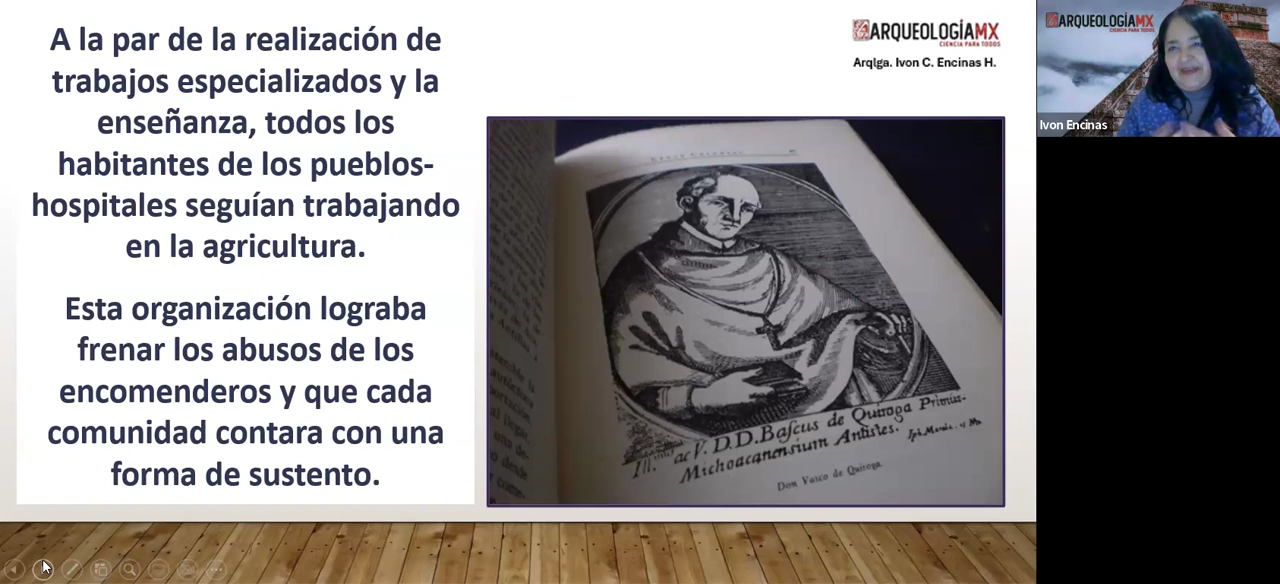 A la par de la realización de
trabajos especializados y la
enseñanza, todos los
habitantes de los pueblos-
hospitales seguían trabajando
en la agricultura.
Esta organización lograba
frenar los abusos de los
encomenderos y que cada
comunidad contara con una
forma de sustento.
ARQUEOLOGÍAMX
CIENCIA PARA TODOS
Arqlga. Ivon C. Encinas H.
Ill. ac V. D.D. Bascus de Quiroga Primus-
Michoacanensium Antistes.
Don Vasco de Quiroga
ARQUEOLOGÍAMX
CIENCIA PARA TODOS
Ivon Encinas